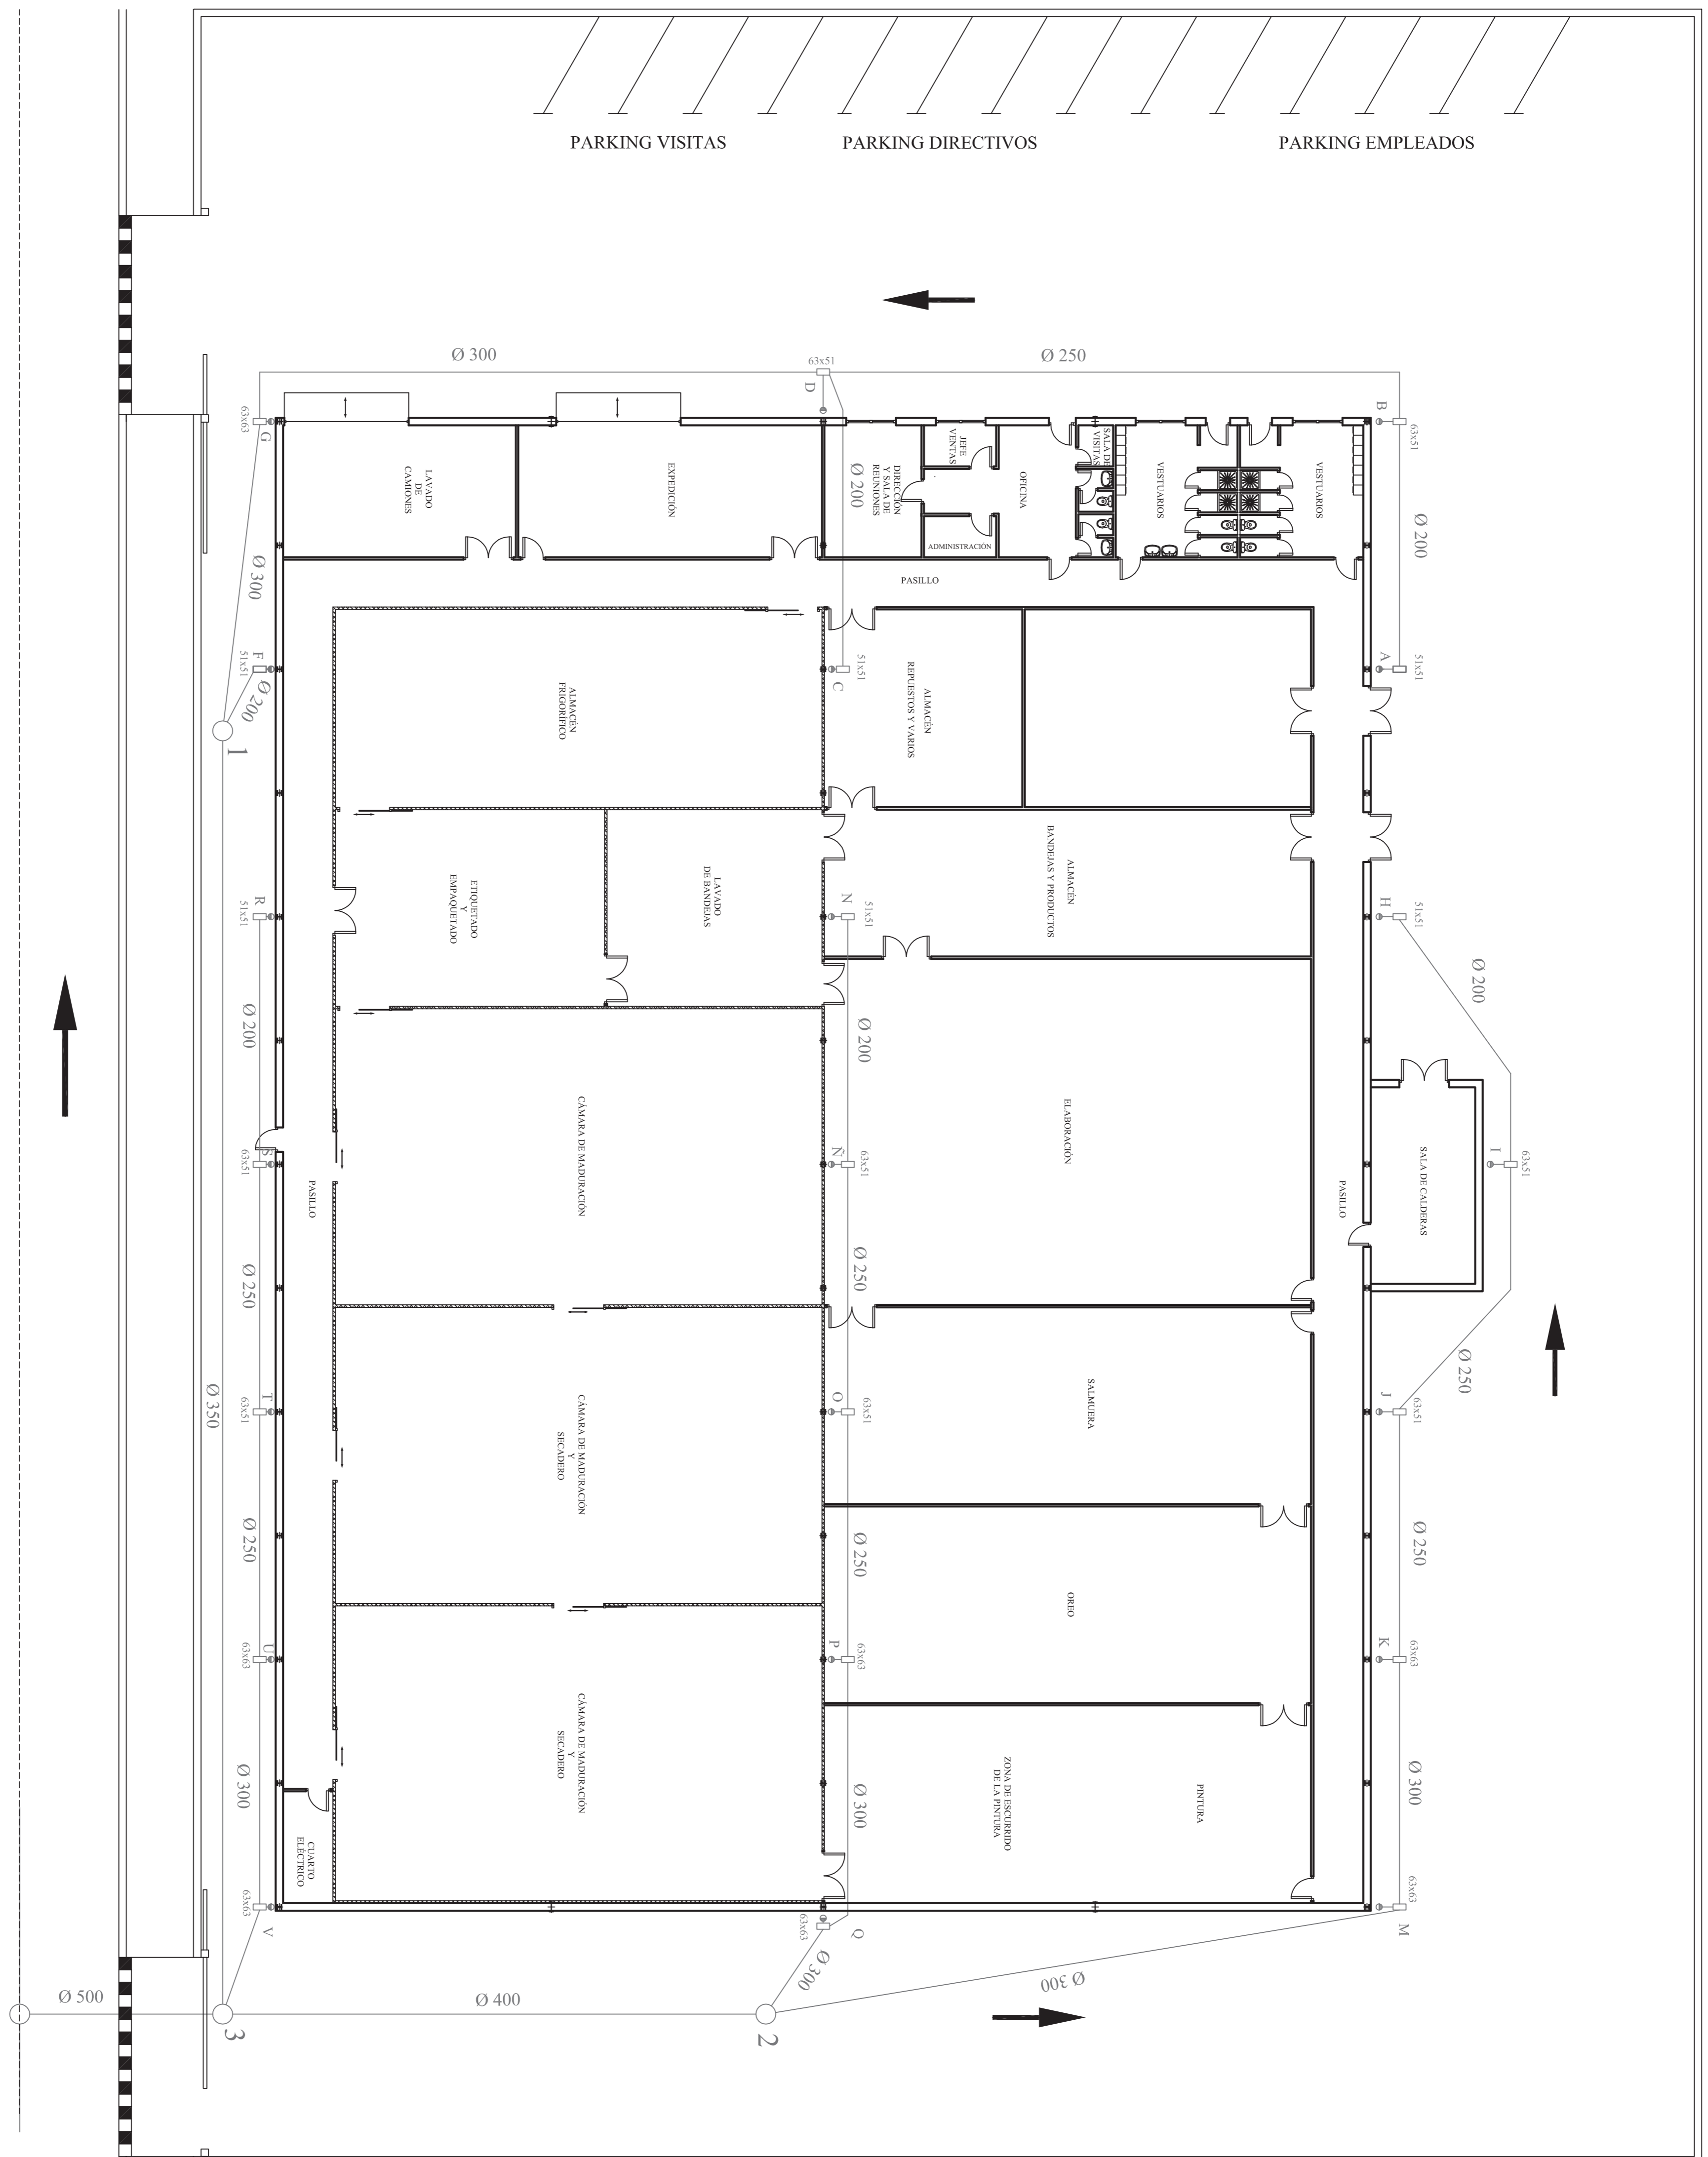 PARKING VISITAS
PARKING DIRECTIVOS
PARKING EMPLEADOS
Ø 300
63x51
Ø 250
D
B
63x51
63x63
G
LAVADO
DE
CAMIONES
EXPEDICIÓN
DIRECCIÓN
Y SALA DE
REUNIONES
JEFE
VENTAS
OFICINA
SALA DE
VISITAS
VESTUARIOS
VESTUARIOS
Ø 200
ADMINISTRACIÓN
Ø 200
PASILLO
Ø 300
F
51x51
Ø 200
1
ALMACÉN
FRIGORÍFICO
51x51
C
ALMACÉN
REPUESTOS Y VARIOS
A
51x51
R
51x51
ETIQUETADO
Y
EMPAQUETADO
LAVADO
DE BANDEJAS
N
51x51
ALMACÉN
BANDEJAS Y PRODUCTOS
H
51x51
Ø 200
Ø 200
Ø 200
CÁMARA DE MADURACIÓN
ELABORACIÓN
S
63x51
Ñ
63x51
SALA DE CALDERAS
I
63x51
PASILLO
PASILLO
Ø 250
Ø 250
Ø 250
Ø 350
T
63x51
CÁMARA DE MADURACIÓN
Y
SECADERO
O
63x51
SALMUERA
J
63x51
Ø 250
Ø 250
Ø 250
OREO
U
63x63
P
63x63
K
63x63
CÁMARA DE MADURACIÓN
Y
SECADERO
ZONA DE ESCURRIDO
DE LA PINTURA
PINTURA
Ø 300
Ø 300
Ø 300
CUARTO
ELÉCTRICO
63x63
V
63x63
Q
63x63
M
Ø 300
Ø 300
Ø 500
Ø 400
3
2